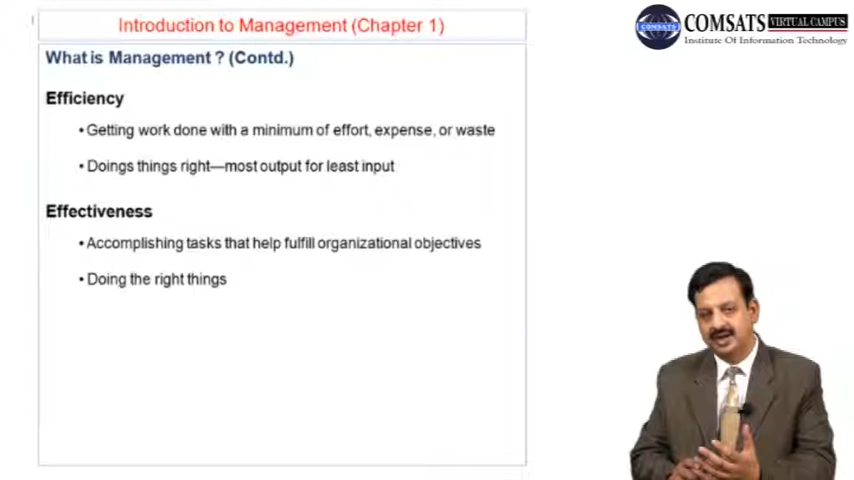 Introduction to Management (Chapter 1)
COMSATS VIRTUAL CAMPUS
Institute Of Information Technology
COMSATS
What is Management ? (Contd.)
Efficiency
•Getting work done with a minimum of effort, expense, or waste
•Doings things right—most output for least input
Effectiveness
•Accomplishing tasks that help fulfill organizational objectives
•Doing the right things